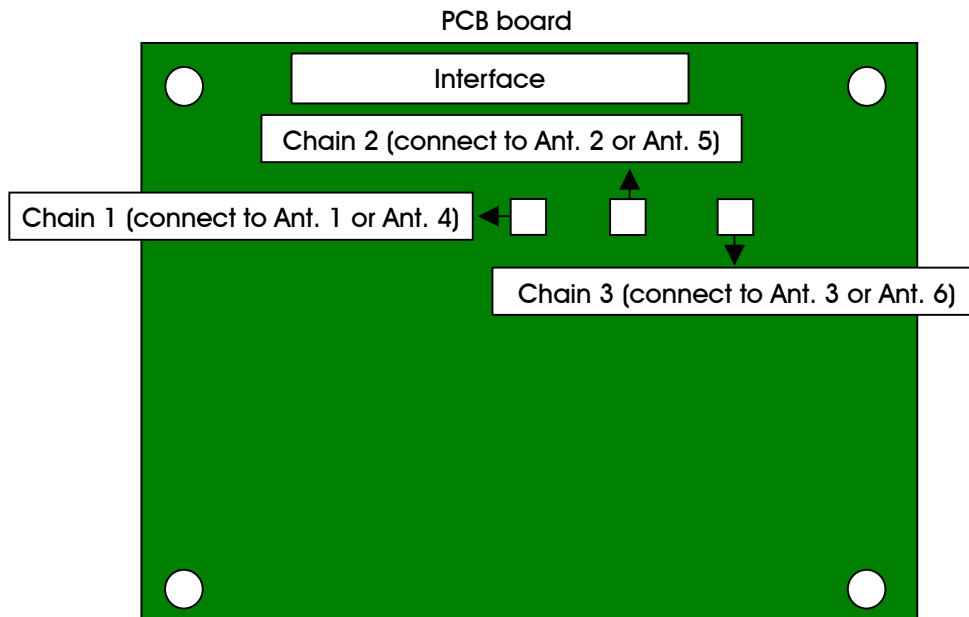 PCB board
Interface
Chain 2 (connect to Ant. 2 or Ant. 5)
Chain 1 (connect to Ant. 1 or Ant. 4)
Chain 3 (connect to Ant. 3 or Ant. 6)